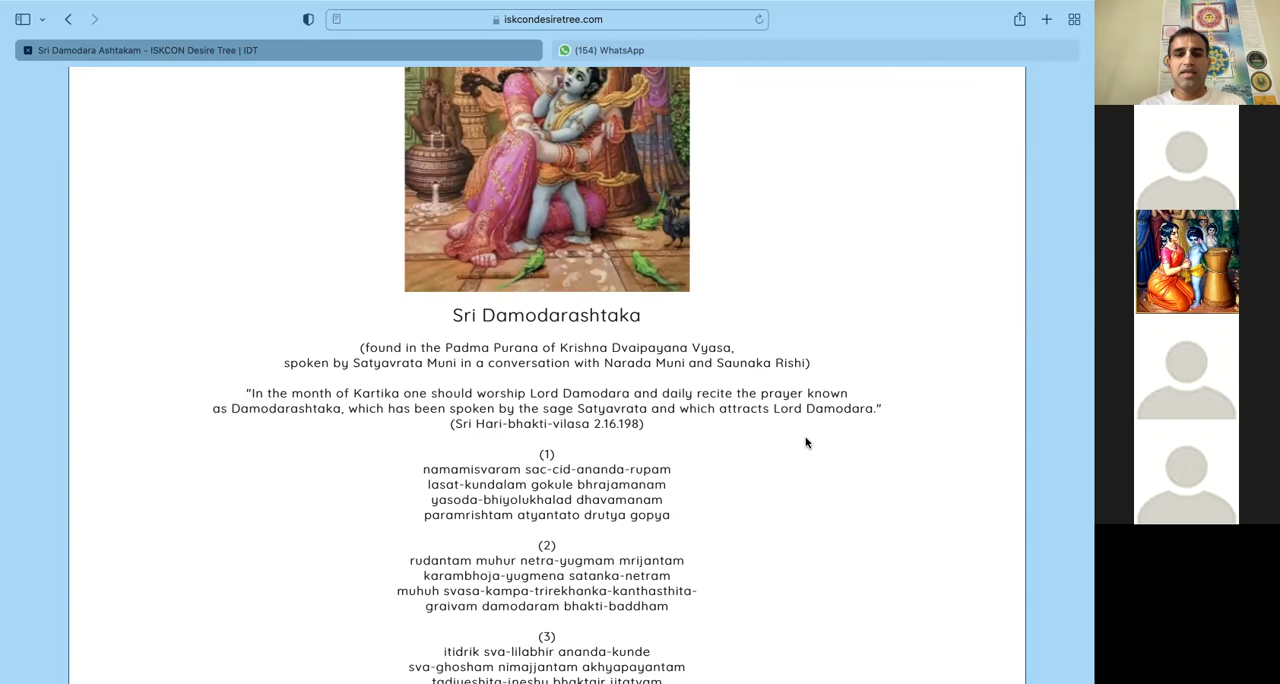 iskcondesiretree.com
Sri Damodara Ashtakam - ISKCON Desire Tree | IDT
(154) WhatsApp
Sri Damodarashtaka
(found in the Padma Purana of Krishna Dvaipayana Vyasa,
spoken by Satyavrata Muni in a conversation with Narada Muni and Saunaka Rishi)
"In the month of Kartika one should worship Lord Damodara and daily recite the prayer known
as Damodarashtaka, which has been spoken by the sage Satyavrata and which attracts Lord Damodara."
(Sri Hari-bhakti-vilasa 2.16.198)
(1)
namamisvaram sac-cid-ananda-rupam
lasat-kundalam gokule bhrajamanam
yasoda-bhiyolukhalad dhavamanam
paramrishtam atyantato drutya gopya
(2)
rudantam muhur netra-yugmam mrijantam
karambhoja-yugmena satanka-netram
muhuh svasa-kampa-trirekhanka-kanthasthita-
graivam damodaram bhakti-baddham
(3)
itidrik sva-lilabhir ananda-kunde
sva-ghosham nimajjantam akhyapayantam
tadiyeshita-jneshu bhaktair jitatvam